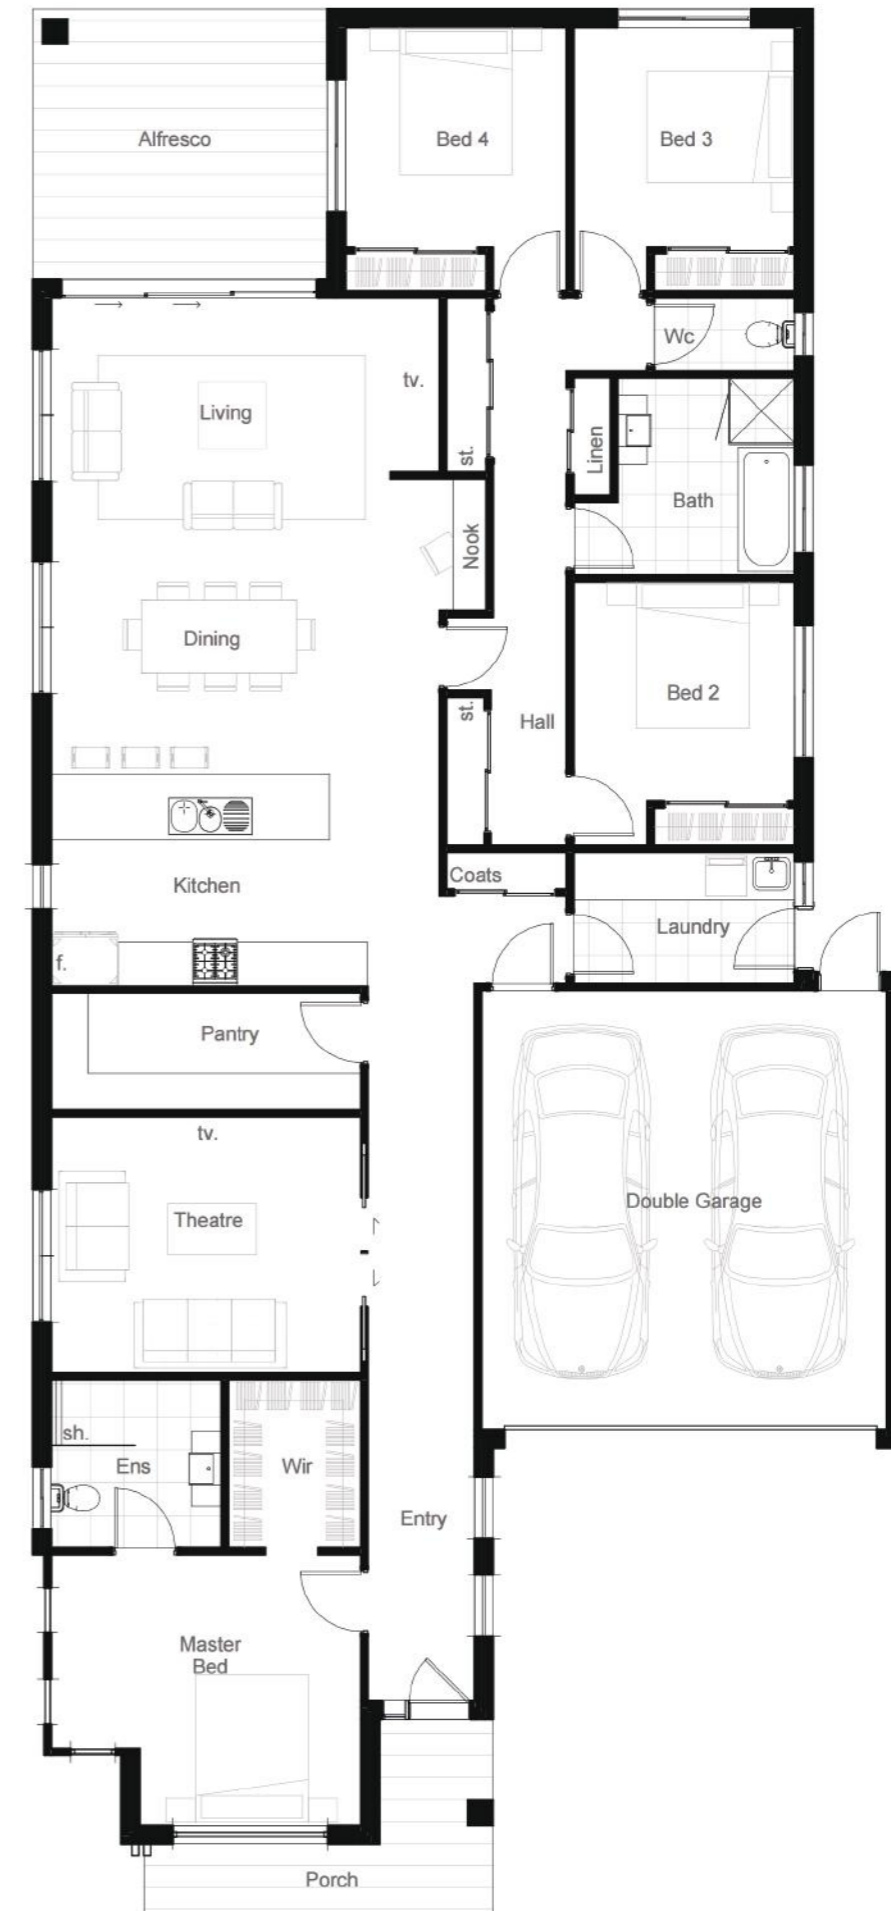 Alfresco
Bed 4
Bed 3
Wc
Living
tv.
st.
Linen
Bath
Nook
Dining
Bed 2
st.
Hall
Kitchen
Coats
Laundry
f.
Pantry
tv.
Theatre
Double Garage
sh.
Ens
Wir
Entry
Master
Bed
Porch